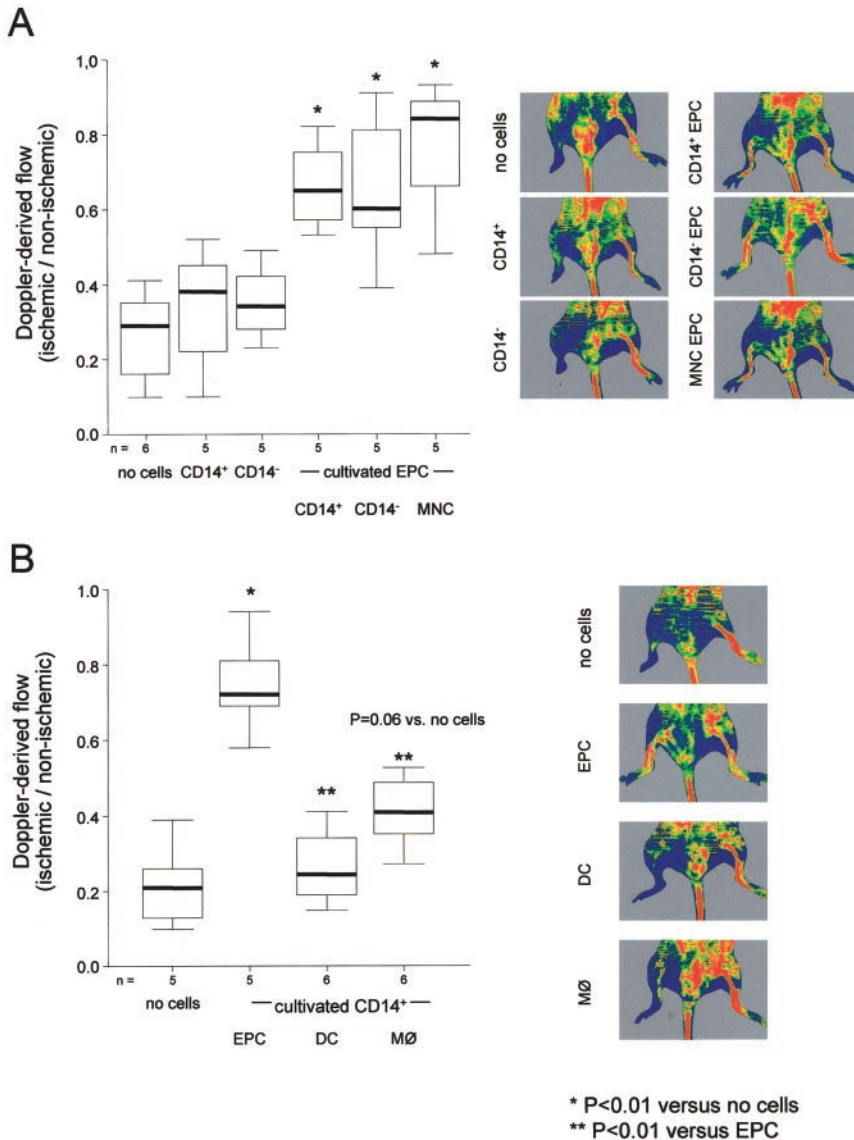 A
Doppler-derived flow
(ischemic / non-ischemic)
1,0
0.8
0.6
0.4
0.2
0.0
* * *
n = 6 5 5 5 5 5
no cells CD14⁺ CD14⁻ — cultivated EPC —
CD14⁺ CD14⁻ MNC
no cells
CD14⁺
CD14⁻
CD14⁺ EPC
CD14⁻ EPC
MNC EPC
B
Doppler-derived flow
(ischemic / non-ischemic)
1.0
0.8
0.6
0.4
0.2
0.0
*
P=0.06 vs. no cells
** **
n = 5 5 6 6
no cells — cultivated CD14⁺ —
EPC DC MØ
no cells
EPC
DC
MØ
* P<0.01 versus no cells
** P<0.01 versus EPC